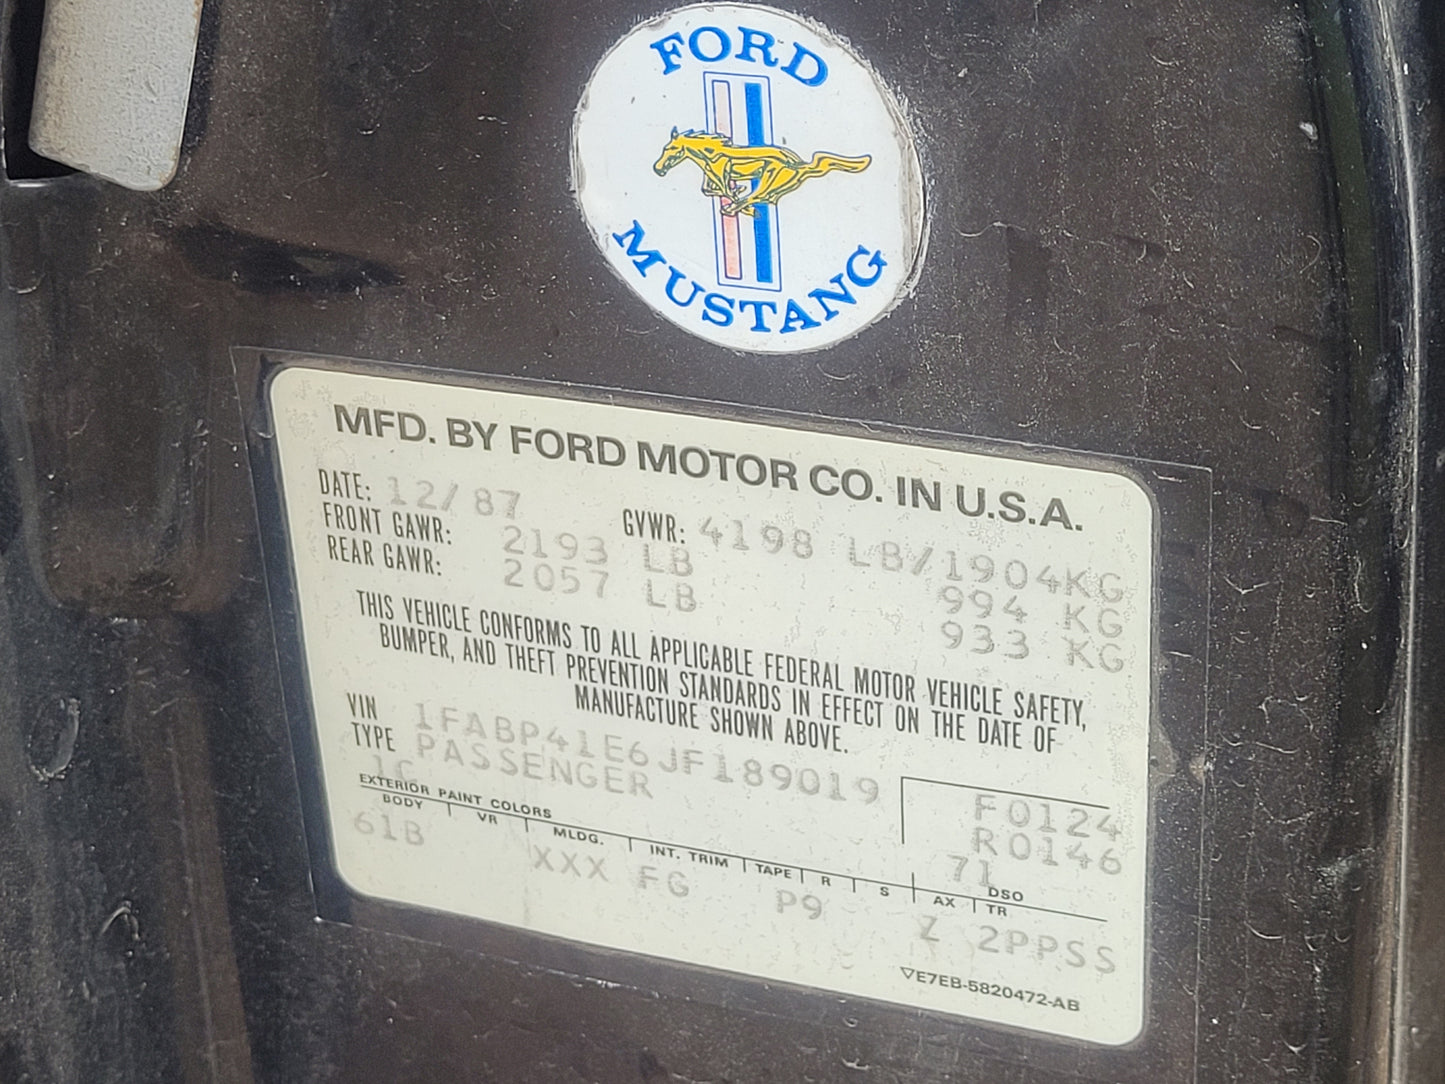 FORD
MUSTANG
MFD. BY FORD MOTOR CO. IN U.S.A.
DATE: 12/87 GVWR: 4198 LB/1904KG
FRONT GAWR: 2193 LB 994 KG
REAR GAWR: 2057 LB 933 KG
THIS VEHICLE CONFORMS TO ALL APPLICABLE FEDERAL MOTOR VEHICLE SAFETY,
BUMPER, AND THEFT PREVENTION STANDARDS IN EFFECT ON THE DATE OF
MANUFACTURE SHOWN ABOVE.
VIN 1FABP41E6JF189019
TYPE PASSENGER F0124
1C R0146
EXTERIOR PAINT COLORS 71 DSO
BODY VR MLDG. INT. TRIM TAPE R S AX TR
61B XXX FG P9 Z 2PPSS
▽E7EB-5820472-AB